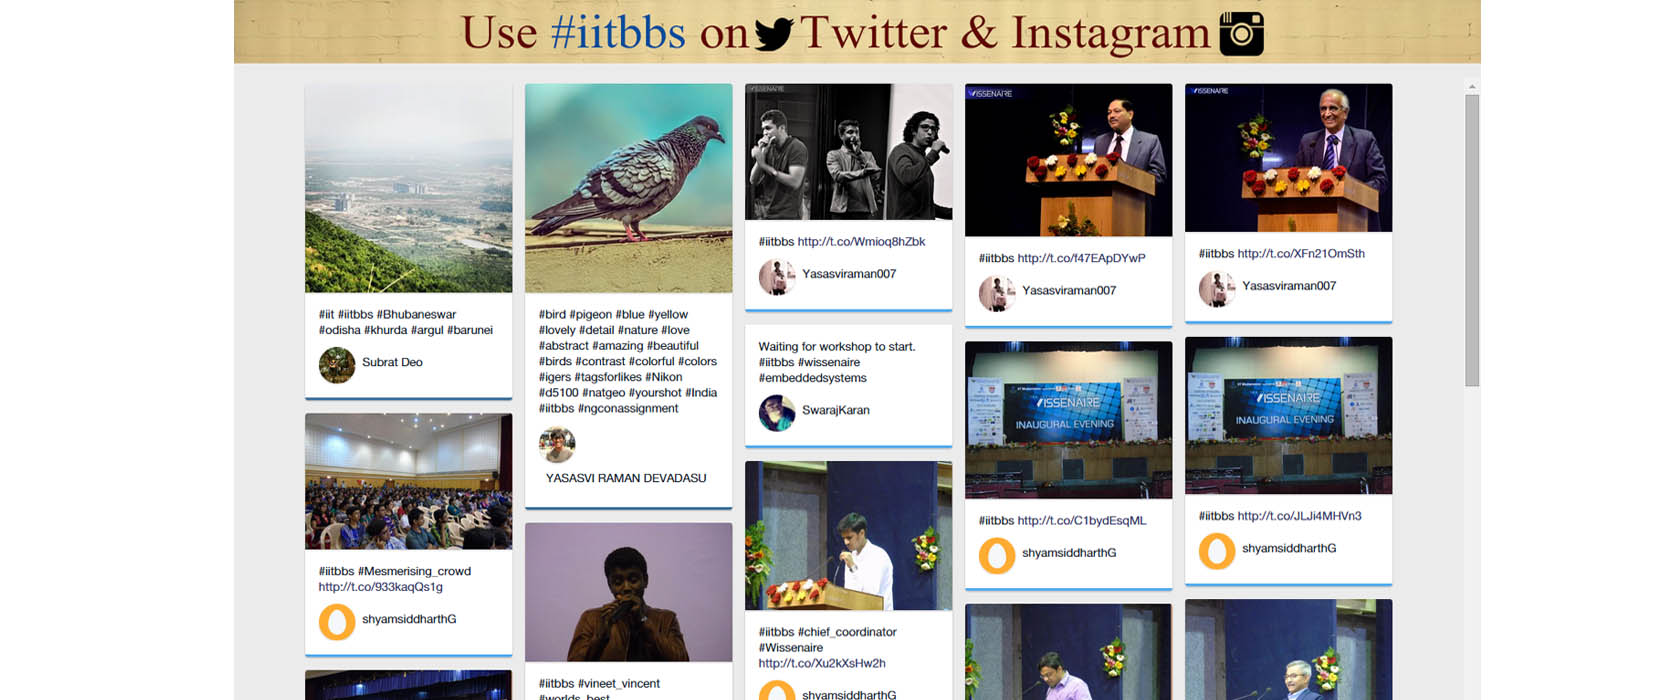 Use #iitbbs on Twitter & Instagram
#iit #iitbbs #Bhubaneswar
#odisha #khurda #argul #barunei
Subrat Deo
#iitbbs #Mesmerising_crowd
http://t.co/933kaqQs1g
shyamsiddharthG
#bird #pigeon #blue #yellow
#lovely #detail #nature #love
#abstract #amazing #beautiful
#birds #contrast #colorful #colors
#igers #tagsforlikes #Nikon
#d5100 #natgeo #yourshot #India
#iitbbs #ngconassignment
YASASVI RAMAN DEVADASU
#iitbbs #vineet_vincent
#worlds_best
WISSENAIRE
#iitbbs http://t.co/Wmioq8hZbk
Yasasviraman007
Waiting for workshop to start.
#iitbbs #wissenaire
#embeddedsystems
SwarajKaran
#iitbbs #chief_coordinator
#Wissenaire
http://t.co/Xu2kXsHw2h
shyamsiddharthG
WISSENAIRE
#iitbbs http://t.co/f47EApDYwP
Yasasviraman007
WISSENAIRE
INAUGURAL EVENING
#iitbbs http://t.co/C1bydEsqML
shyamsiddharthG
WISSENAIRE
#iitbbs http://t.co/XFn21OmSth
Yasasviraman007
WISSENAIRE
INAUGURAL EVENING
#iitbbs http://t.co/JLJi4MHVn3
shyamsiddharthG